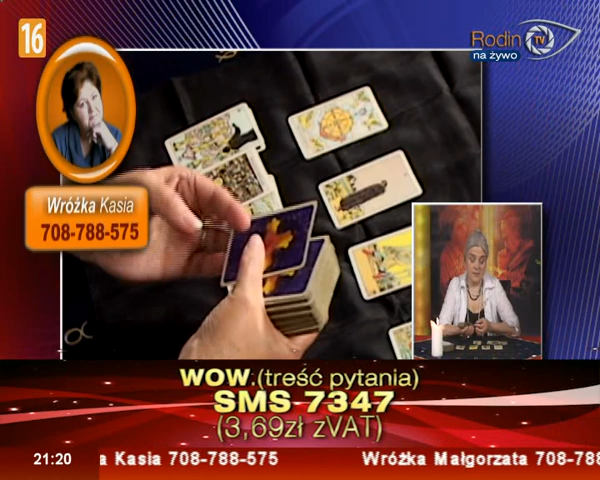 16
Rodin
TV
na żywo
Wróżka Kasia
708-788-575
WOW (treść pytania)
SMS 7347
(3,69zł zVAT)
21:20
a Kasia 708-788-575 Wróżka Małgorzata 708-788